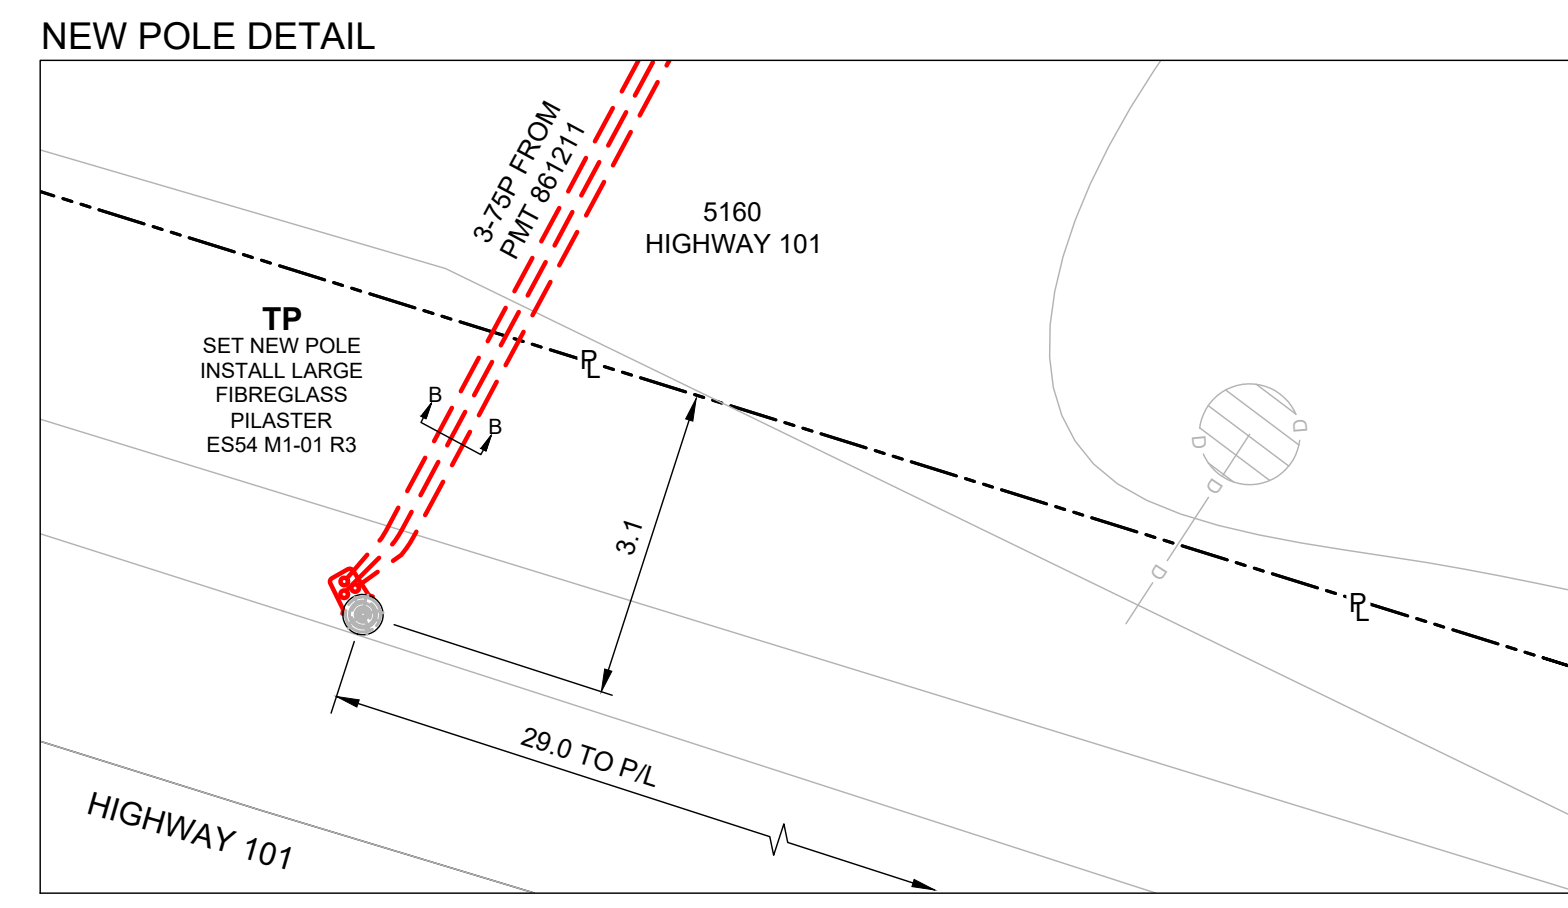 NEW POLE DETAIL
3-75P FROM
PMT 861211
5160
HIGHWAY 101
TP
SET NEW POLE
INSTALL LARGE
FIBREGLASS
PILASTER
ES54 M1-01 R3
PL
B
B
D
D
D
D
3.1
PL
29.0 TO P/L
HIGHWAY 101